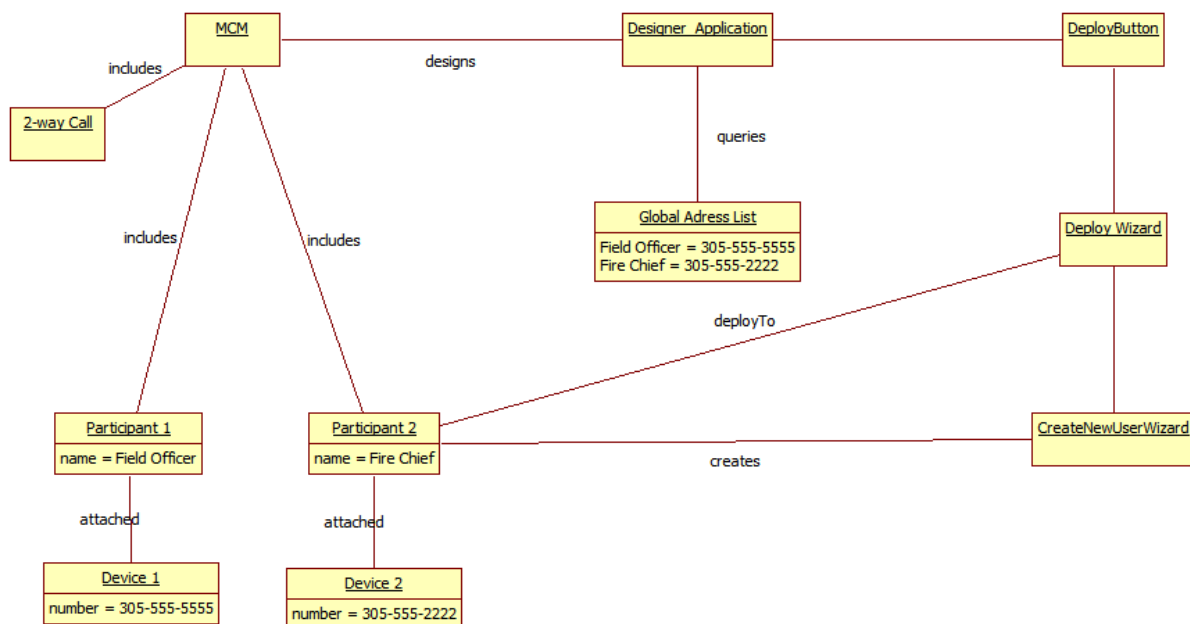 MCM
Designer_Application
DeployButton
designs
includes
2-way Call
queries
Global Adress List
Field Officer = 305-555-5555
Fire Chief = 305-555-2222
Deploy Wizard
includes
includes
deployTo
Participant 1
name = Field Officer
Participant 2
name = Fire Chief
CreateNewUserWizard
creates
attached
attached
Device 1
number = 305-555-5555
Device 2
number = 305-555-2222